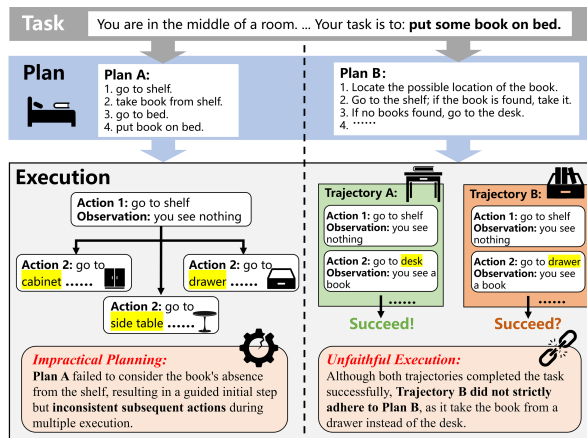 Task
You are in the middle of a room. ... Your task is to: put some book on bed.
Plan
Plan A:
1. go to shelf.
2. take book from shelf.
3. go to bed.
4. put book on bed.
Plan B:
1. Locate the possible location of the book.
2. Go to the shelf; if the book is found, take it.
3. If no books found, go to the desk.
4. ······
Execution
Action 1: go to shelf
Observation: you see nothing
Action 2: go to
cabinet ······
Action 2: go to
drawer ······
Action 2: go to
side table ······
Impractical Planning:
Plan A failed to consider the book's absence
from the shelf, resulting in a guided initial step
but inconsistent subsequent actions during
multiple execution.
Trajectory A:
Action 1: go to shelf
Observation: you see
nothing
Action 2: go to desk
Observation: you see a
book
······
Succeed!
Trajectory B:
Action 1: go to shelf
Observation: you see
nothing
Action 2: go to drawer
Observation: you see
a book
······
Succeed?
Unfaithful Execution:
Although both trajectories completed the task
successfully, Trajectory B did not strictly
adhere to Plan B, as it take the book from a
drawer instead of the desk.